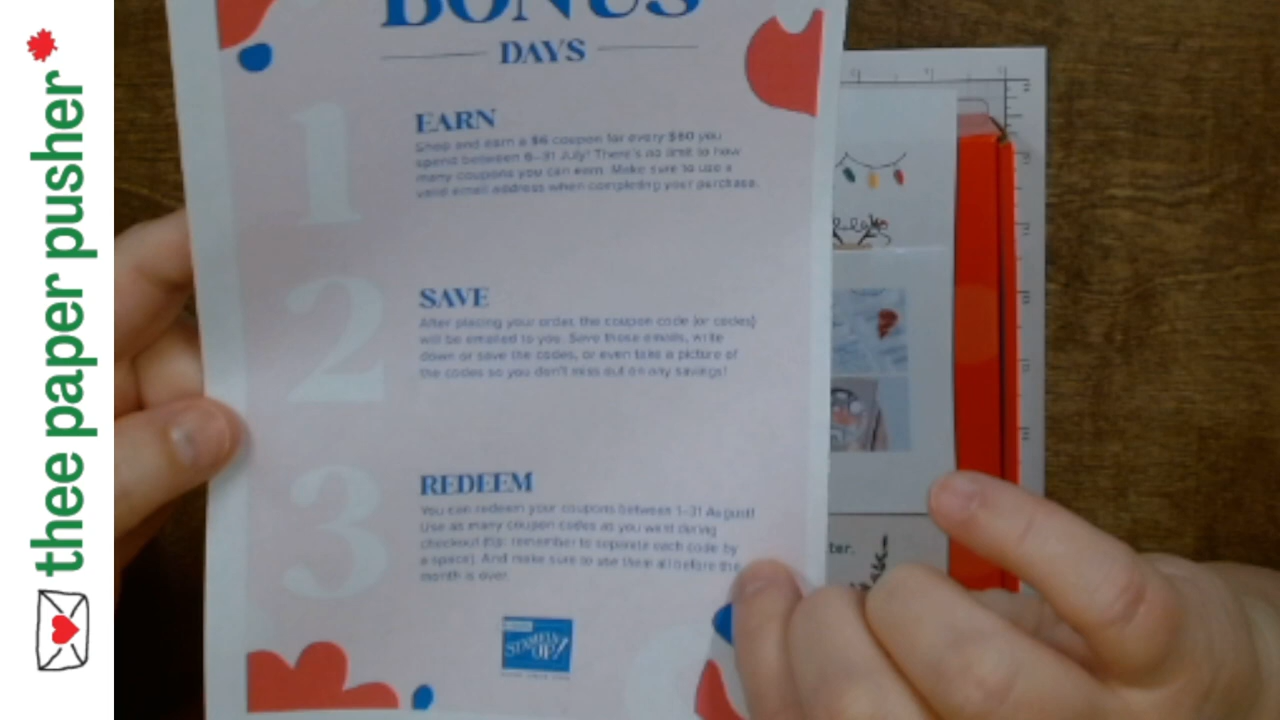 thee paper pusher
BONUS
DAYS
1
EARN
Shop and earn a $6 coupon for every $60 you
spend between 6–31 July! There's no limit to how
many coupons you can earn. Make sure to use a
valid email address when completing your purchase.
2
SAVE
After placing your order, the coupon code (or codes)
will be emailed to you. Save those emails, write
down or save the codes, or even take a picture of
the codes so you don't miss out on any savings!
3
REDEEM
You can redeem your coupons between 1–31 August!
Use as many coupon codes as you want during
checkout (tip: remember to separate each code by
a space). And make sure to use them all before the
month is over.
STAMPIN' UP!
ter.